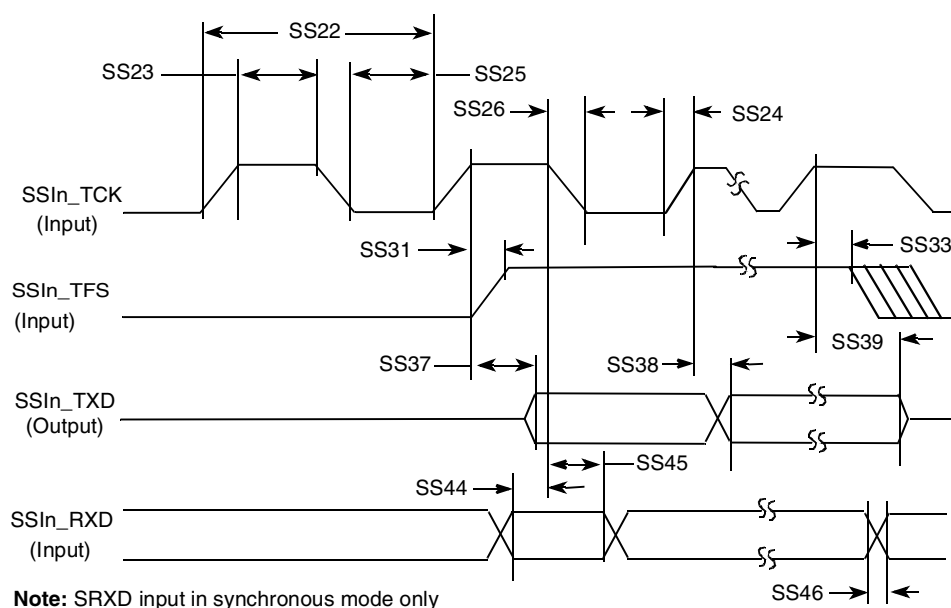 SS22
SS23
SS25
SS26
SS24
SSIn_TCK
(Input)
SS31
SS33
SSIn_TFS
(Input)
SS37
SS38
SS39
SSIn_TXD
(Output)
SS45
SS44
SSIn_RXD
(Input)
SS46
Note: SRXD input in synchronous mode only